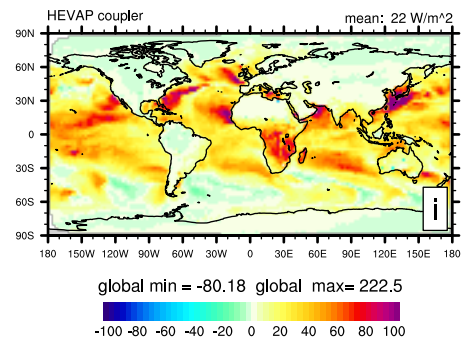 HEVAP coupler
mean: 22 W/m^2
90N
60N
30N
0
30S
60S
90S
i
180 150W 120W 90W 60W 30W 0 30E 60E 90E 120E 150E 180
global min = -80.18 global max= 222.5
-100 -80 -60 -40 -20 0 20 40 60 80 100